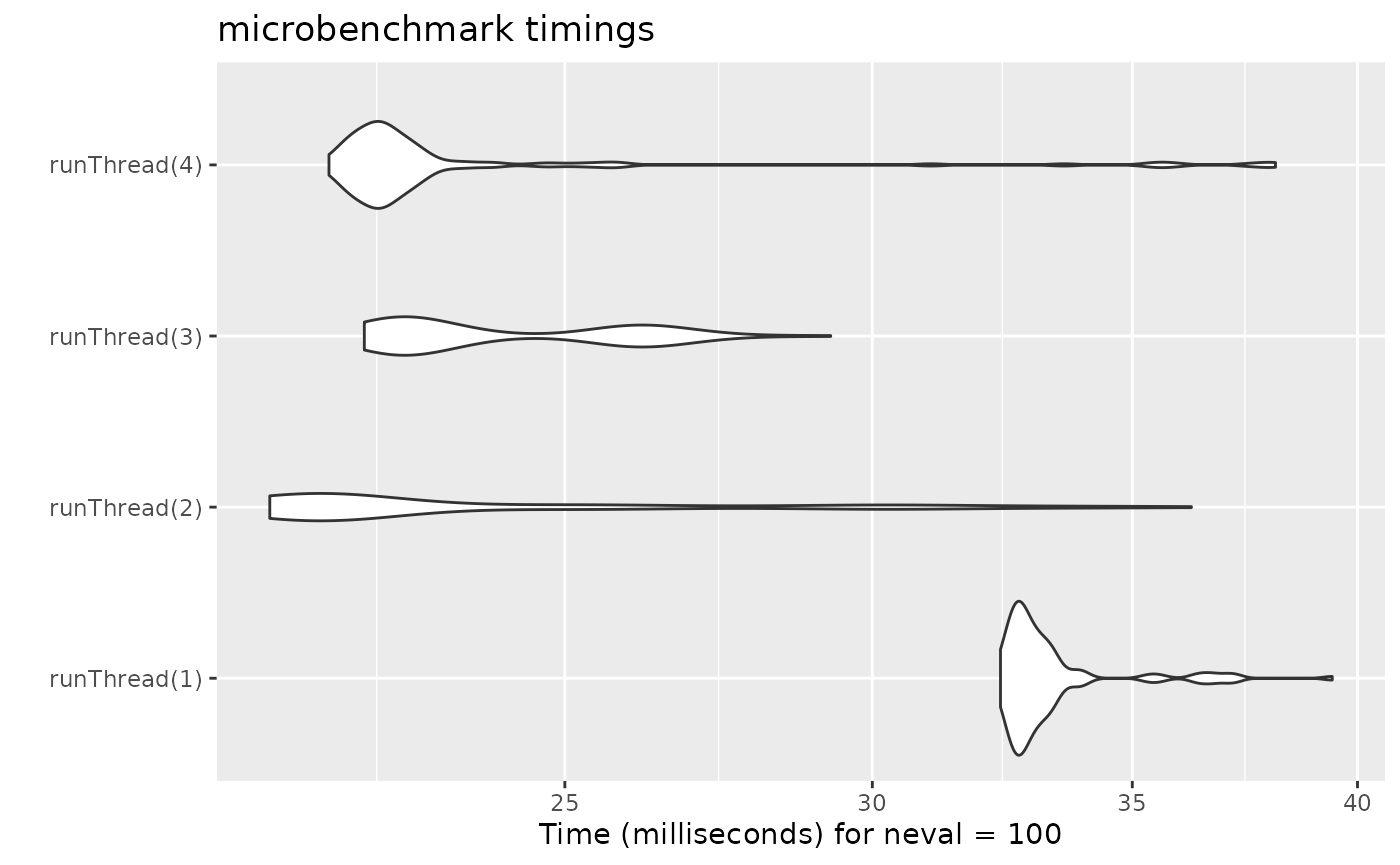 microbenchmark timings
runThread(4)
runThread(3)
runThread(2)
runThread(1)
25 30 35 40
Time (milliseconds) for neval = 100